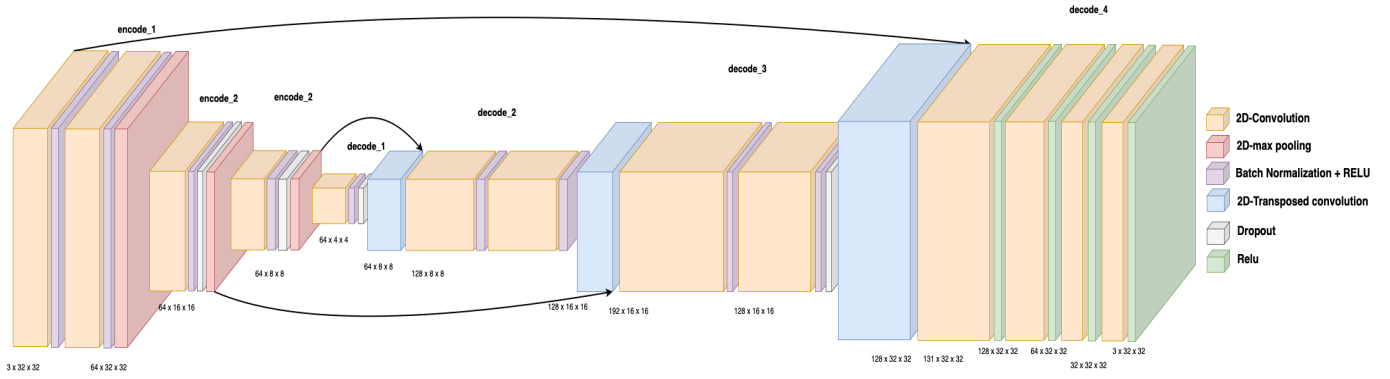 encode_1
encode_2
encode_2
decode_1
decode_2
decode_3
decode_4
3 x 32 x 32
64 x 32 x 32
64 x 16 x 16
64 x 8 x 8
64 x 4 x 4
64 x 8 x 8
128 x 8 x 8
128 x 16 x 16
192 x 16 x 16
128 x 16 x 16
128 x 32 x 32
131 x 32 x 32
128 x 32 x 32
64 x 32 x 32
32 x 32 x 32
3 x 32 x 32
2D-Convolution
2D-max pooling
Batch Normalization + RELU
2D-Transposed convolution
Dropout
Relu